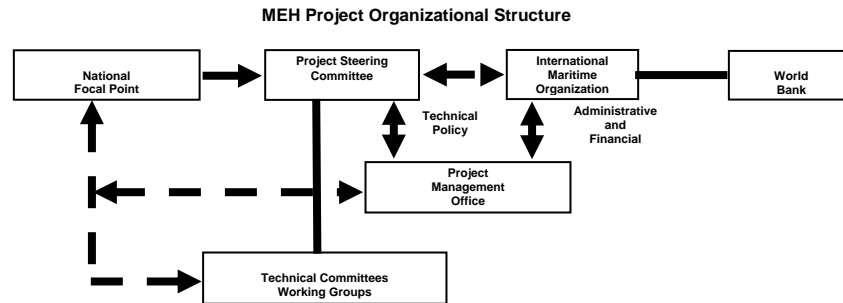 MEH Project Organizational Structure
National
Focal Point
Project Steering
Committee
International
Maritime
Organization
World
Bank
Technical
Policy
Administrative
and
Financial
Project
Management
Office
Technical Committees
Working Groups